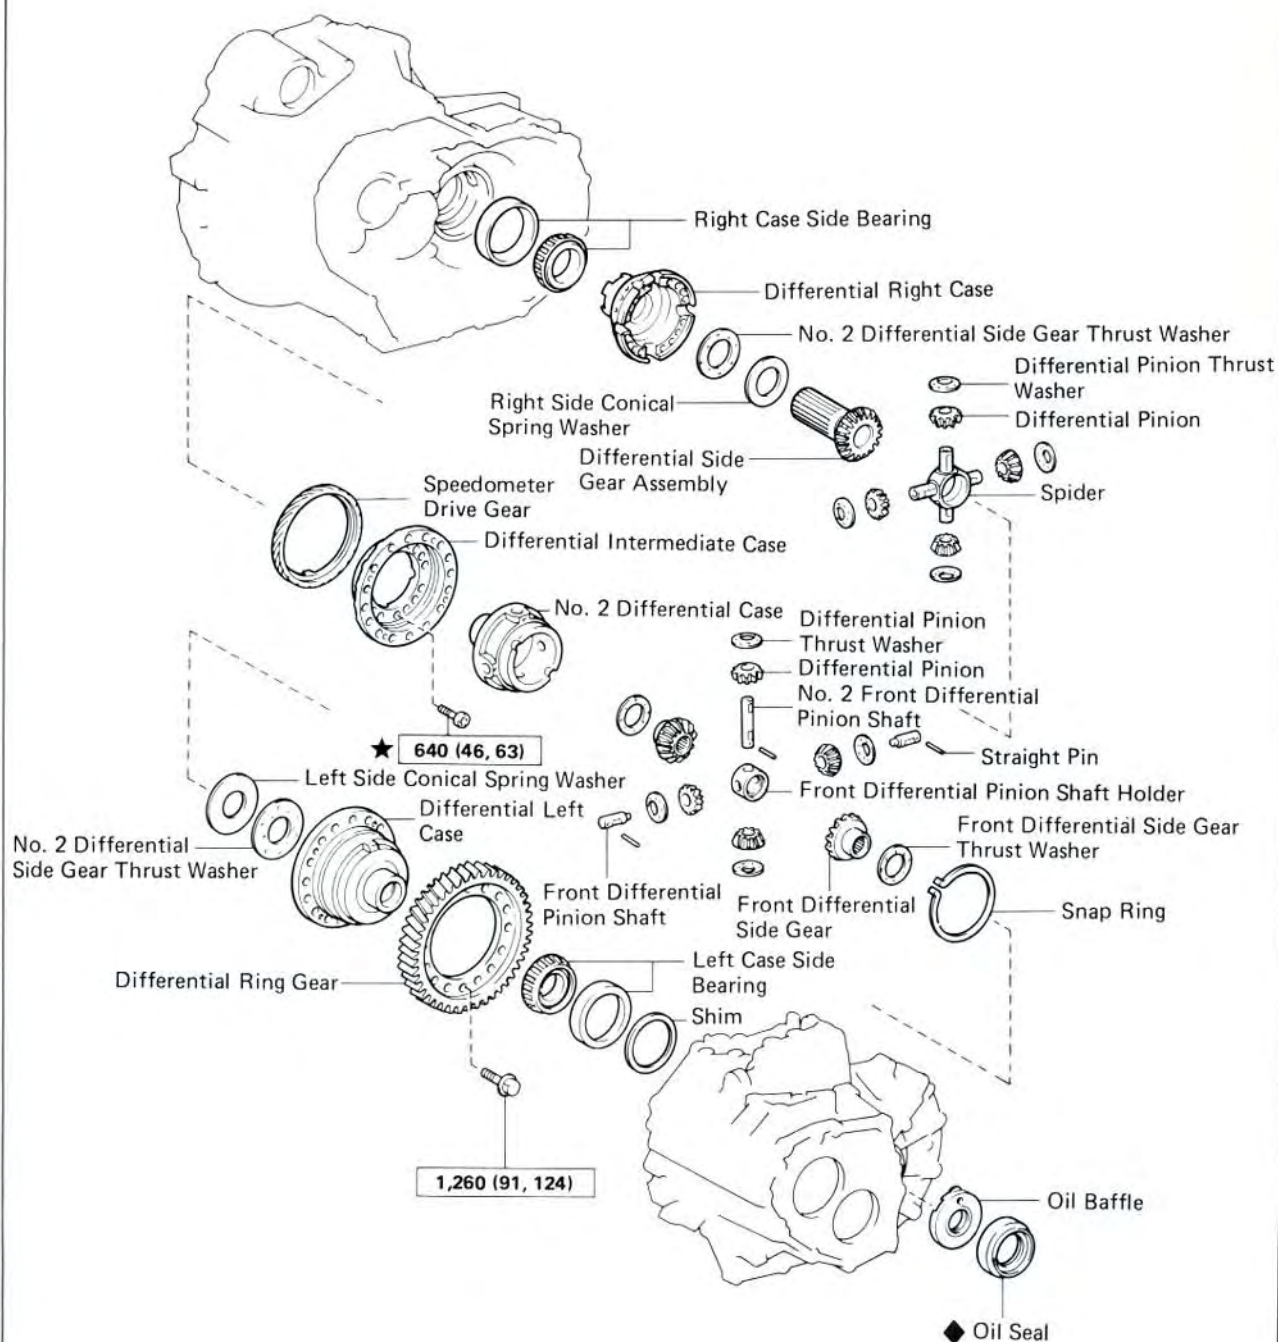 Right Case Side Bearing
Differential Right Case
No. 2 Differential Side Gear Thrust Washer
Differential Pinion Thrust
Washer
Right Side Conical
Spring Washer
Differential Pinion
Differential Side
Gear Assembly
Spider
Speedometer
Drive Gear
Differential Intermediate Case
No. 2 Differential Case
Differential Pinion
Thrust Washer
Differential Pinion
No. 2 Front Differential
Pinion Shaft
★ 640 (46, 63)
Straight Pin
Left Side Conical Spring Washer
Front Differential Pinion Shaft Holder
Differential Left
Case
No. 2 Differential
Side Gear Thrust Washer
Front Differential Side Gear
Thrust Washer
Front Differential
Pinion Shaft
Front Differential
Side Gear
Snap Ring
Differential Ring Gear
Left Case Side
Bearing
Shim
1,260 (91, 124)
Oil Baffle
◆ Oil Seal